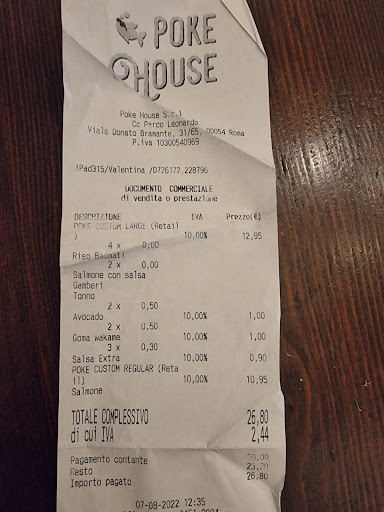 POKE
HOUSE
Poke House S.r.l
Cc Parco Leonardo
Viale Donato Bramante, 31/65, 00054 Roma
P.iva 10300540969
iPad315/Valentina /D726172.228796
DOCUMENTO COMMERCIALE
di vendita o prestazione
DESCRIZIONE IVA Prezzo(€)
POKE CUSTOM LARGE (Retail
) 10,00% 12,95
4 x 0,00
Riso Basmati
2 x 0,00
Salmone con salsa
Gamberi
Tonno
2 x 0,50
Avocado 10,00% 1,00
2 x 0,50
Goma wakame 10,00% 1,00
3 x 0,30
Salsa Extra 10,00% 0,90
POKE CUSTOM REGULAR (Reta
il) 10,00% 10,95
Salmone
TOTALE COMPLESSIVO 26,80
di cui IVA 2,44
Pagamento contante 50,00
Resto 23,20
Importo pagato 26,80
07-08-2022 12:35